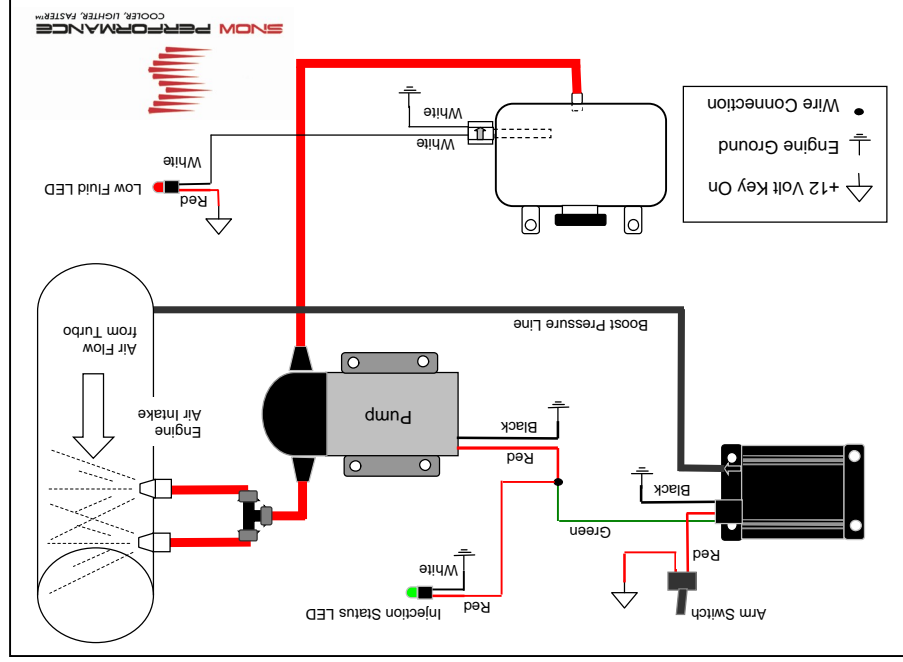 Arm Switch
Injection Status LED
Red
White
Red
Green
Black
Red
Black
Pump
Engine
Air Intake
Air Flow
from Turbo
Boost Pressure Line
+12 Volt Key On
Engine Ground
Wire Connection
Low Fluid LED
Red
White
White
White
SNOW PERFORMANCE
COOLER, LIGHTER, FASTER™